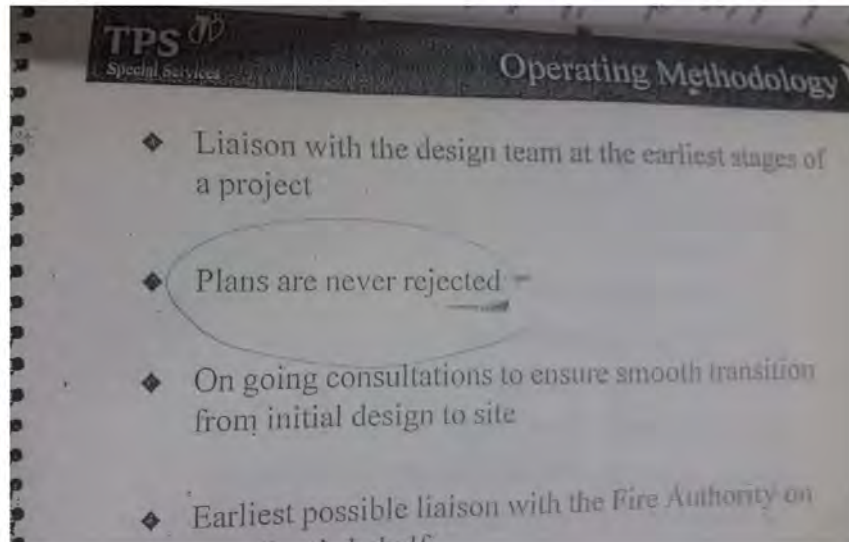 TPS
Special Services
Operating Methodology
Liaison with the design team at the earliest stages of
a project
Plans are never rejected
On going consultations to ensure smooth transition
from initial design to site
Earliest possible liaison with the Fire Authority on